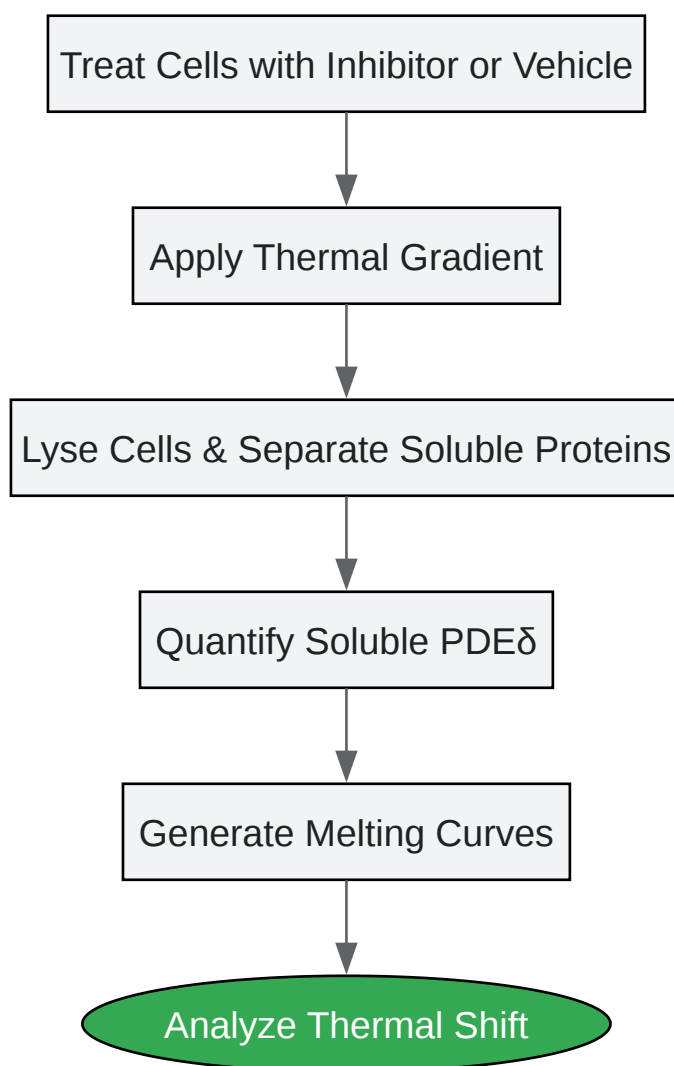 Treat Cells with Inhibitor or Vehicle
Apply Thermal Gradient
Lyse Cells & Separate Soluble Proteins
Quantify Soluble PDEδ
Generate Melting Curves
Analyze Thermal Shift